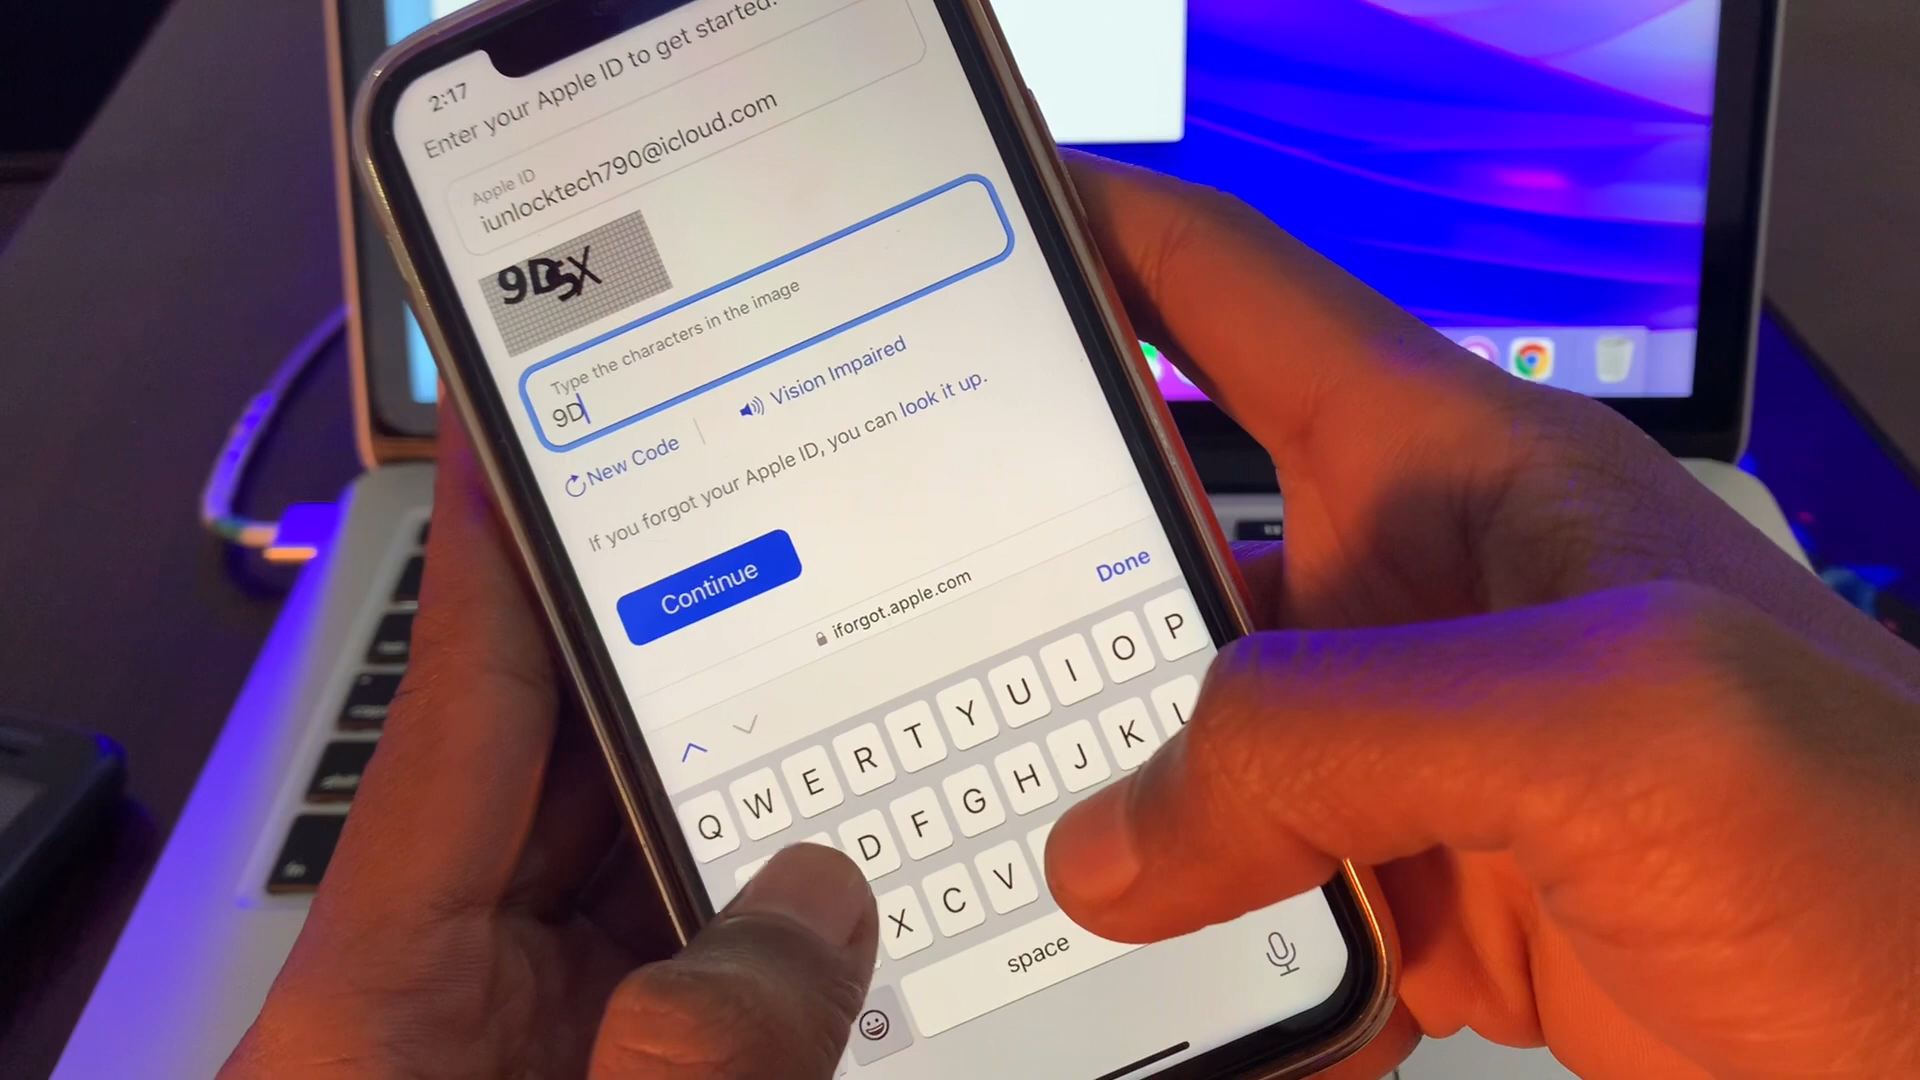 2:17
Enter your Apple ID to get started.
Apple ID
iunlocktech790@icloud.com
9D5X
Type the characters in the image
9D
New Code
Vision Impaired
If you forgot your Apple ID, you can look it up.
Continue
iforgot.apple.com
Done
Q W E R T Y U I O P
D F G H J K L
X C V
space
fn